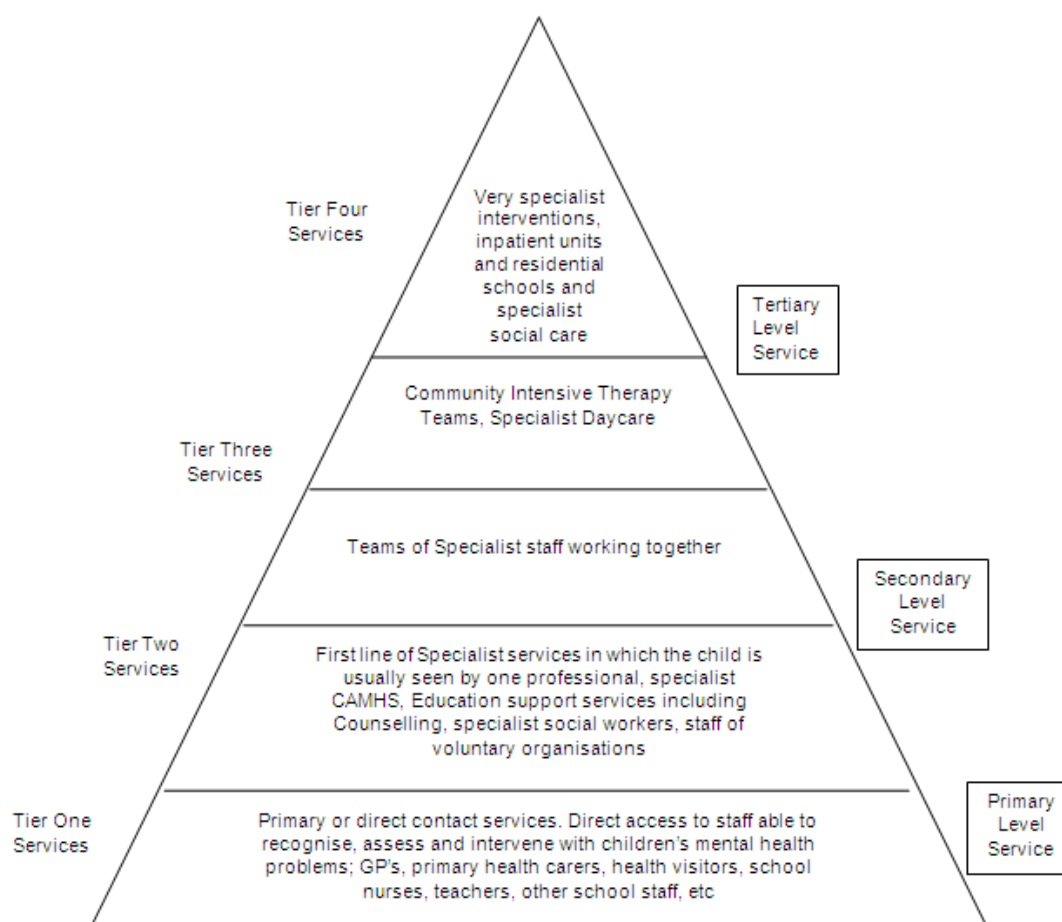 Very specialist
interventions,
inpatient units
and residential
schools and
specialist
social care
Tier Four
Services
Tertiary
Level
Service
Community Intensive Therapy
Teams, Specialist Daycare
Tier Three
Services
Teams of Specialist staff working together
Secondary
Level
Service
Tier Two
Services
First line of Specialist services in which the child is
usually seen by one professional, specialist
CAMHS, Education support services including
Counselling, specialist social workers, staff of
voluntary organisations
Primary
Level
Service
Tier One
Services
Primary or direct contact services. Direct access to staff able to
recognise, assess and intervene with children's mental health
problems; GP's, primary health carers, health visitors, school
nurses, teachers, other school staff, etc